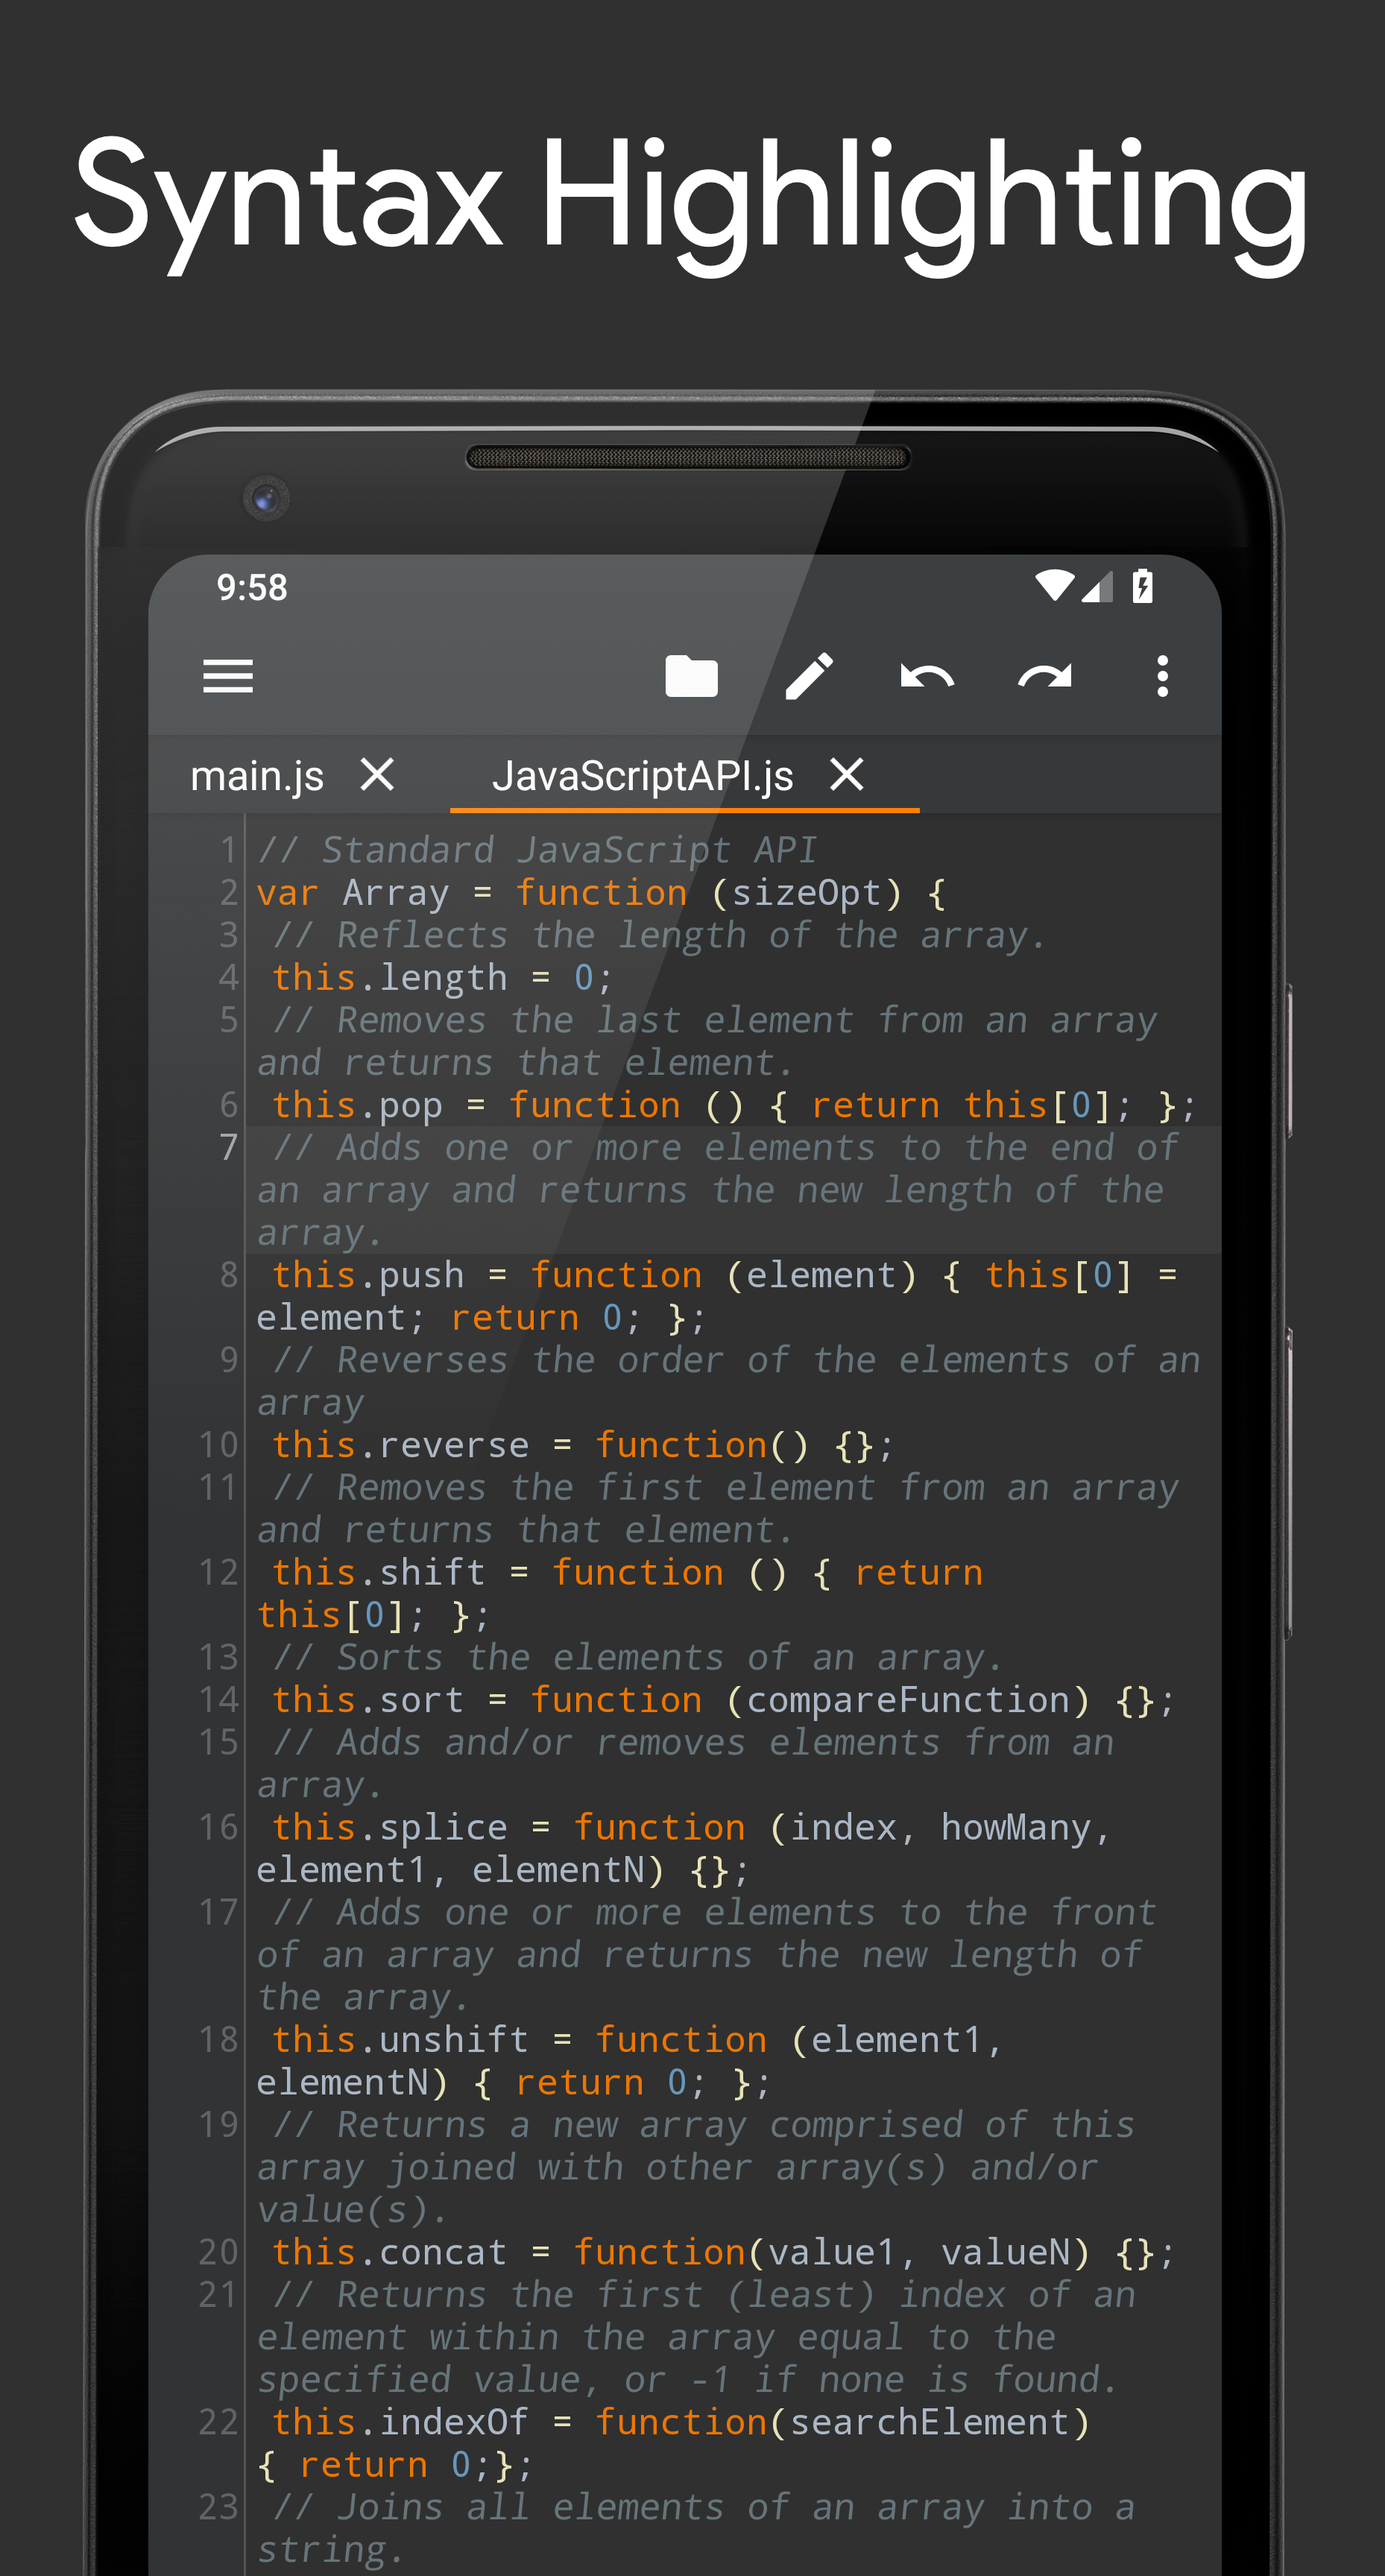 Syntax Highlighting
9:58
main.js
JavaScriptAPI.js
1 // Standard JavaScript API
2 var Array = function (sizeOpt) {
3 // Reflects the length of the array.
4 this.length = 0;
5 // Removes the last element from an array
and returns that element.
6 this.pop = function () { return this[0]; };
7 // Adds one or more elements to the end of
an array and returns the new length of the
array.
8 this.push = function (element) { this[0] =
element; return 0; };
9 // Reverses the order of the elements of an
array
10 this.reverse = function() {};
11 // Removes the first element from an array
and returns that element.
12 this.shift = function () { return
this[0]; };
13 // Sorts the elements of an array.
14 this.sort = function (compareFunction) {};
15 // Adds and/or removes elements from an
array.
16 this.splice = function (index, howMany,
element1, elementN) {};
17 // Adds one or more elements to the front
of an array and returns the new length of
the array.
18 this.unshift = function (element1,
elementN) { return 0; };
19 // Returns a new array comprised of this
array joined with other array(s) and/or
value(s).
20 this.concat = function(value1, valueN) {};
21 // Returns the first (least) index of an
element within the array equal to the
specified value, or -1 if none is found.
22 this.indexOf = function(searchElement)
{ return 0;};
23 // Joins all elements of an array into a
string.